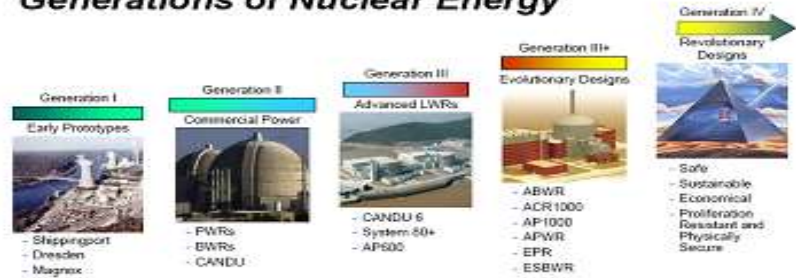 Generations of Nuclear Energy
Generation I
Early Prototypes
- Shippingport
- Dresden
- Magnox
Generation II
Commercial Power
- PWRs
- BWRs
- CANDU
Generation III
Advanced LWRs
- CANDU 6
- System 80+
- AP600
Generation III+
Evolutionary Designs
- ABWR
- ACR1000
- AP1000
- APWR
- EPR
- ESBWR
Generation IV
Revolutionary
Designs
- Safe
- Sustainable
- Economical
- Proliferation
Resistant and
Physically
Secure